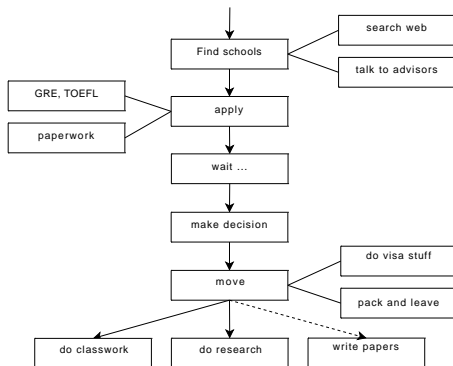 search web
Find schools
talk to advisors
GRE, TOEFL
apply
paperwork
wait ...
make decision
do visa stuff
move
pack and leave
do classwork
do research
write papers